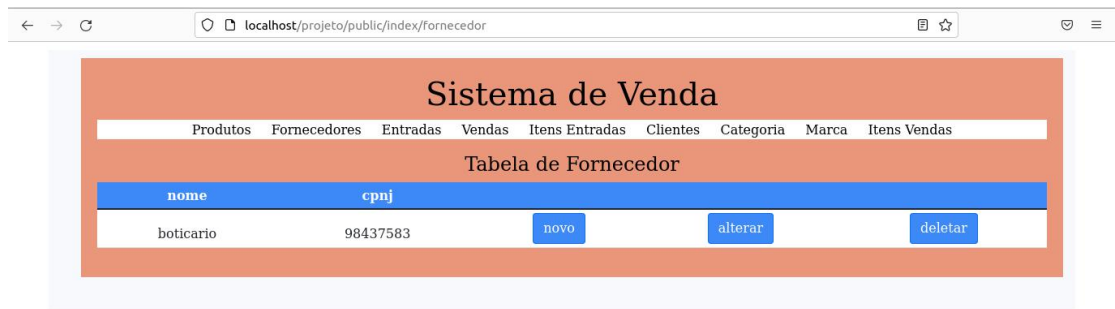 localhost/projeto/public/index/fornecedor
Sistema de Venda
Produtos Fornecedores Entradas Vendas Itens Entradas Clientes Categoria Marca Itens Vendas
Tabela de Fornecedor
nome cpnj
boticario 98437583 novo alterar deletar